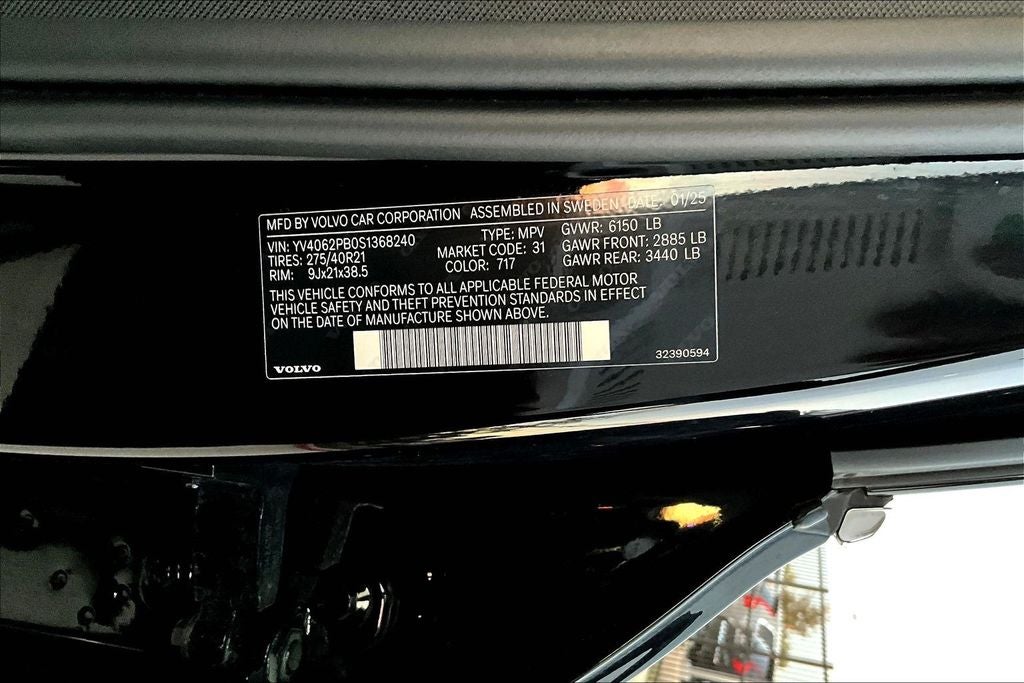 MFD BY VOLVO CAR CORPORATION ASSEMBLED IN SWEDEN DATE: 01/25
VIN: YV4062PB0S1368240 TYPE: MPV GVWR: 6150 LB
TIRES: 275/40R21 MARKET CODE: 31 GAWR FRONT: 2885 LB
RIM: 9Jx21x38.5 COLOR: 717 GAWR REAR: 3440 LB
THIS VEHICLE CONFORMS TO ALL APPLICABLE FEDERAL MOTOR
VEHICLE SAFETY AND THEFT PREVENTION STANDARDS IN EFFECT
ON THE DATE OF MANUFACTURE SHOWN ABOVE.
VOLVO 32390594